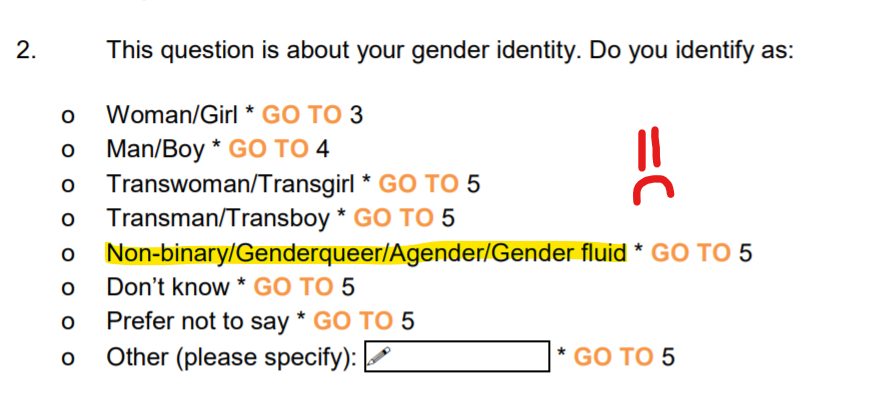 2. This question is about your gender identity. Do you identify as:
o Woman/Girl * GO TO 3
o Man/Boy * GO TO 4
o Transwoman/Transgirl * GO TO 5
o Transman/Transboy * GO TO 5
o Non-binary/Genderqueer/Agender/Gender fluid * GO TO 5
o Don’t know * GO TO 5
o Prefer not to say * GO TO 5
o Other (please specify): * GO TO 5